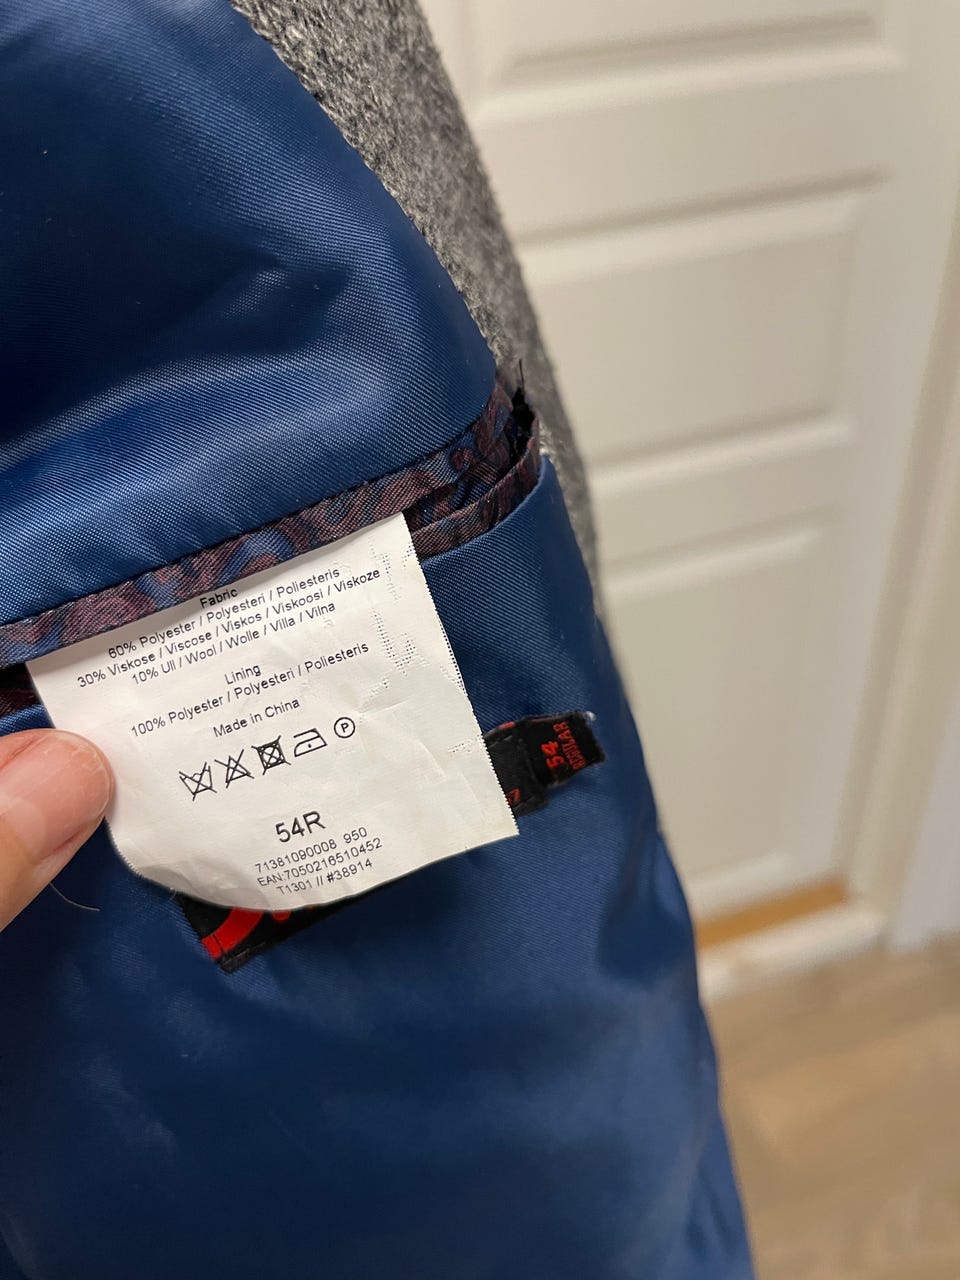 Fabric
60% Polyester / Polyesteri / Poliesteris
30% Viskose / Viscose / Viskos / Viskoosi / Viskoze
10% Ull / Wool / Wolle / Villa / Vilna
Lining
100% Polyester / Polyesteri / Poliesteris
Made in China
P
54R
71381090008 950
EAN:7050216510452
T1301 // #38914
54
REGULAR